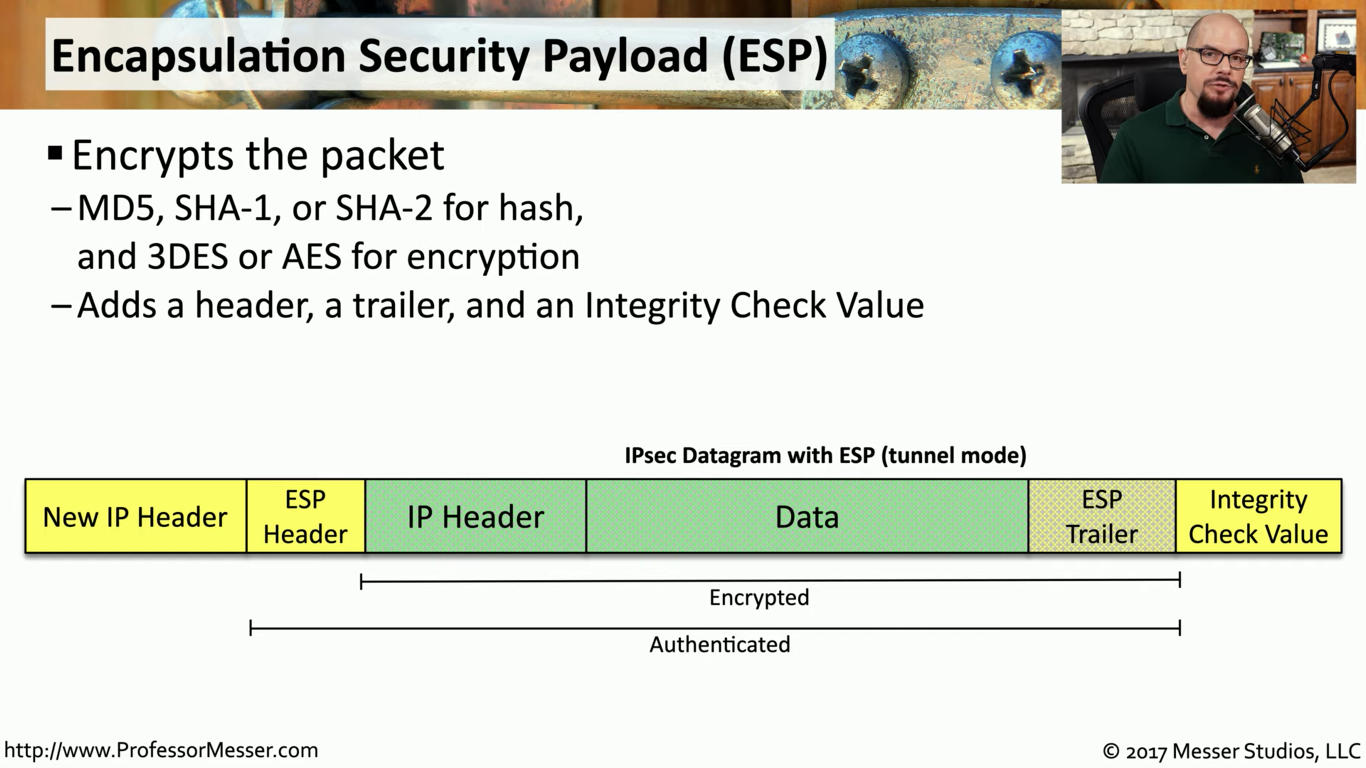 Encapsulation Security Payload (ESP)
▪ Encrypts the packet
– MD5, SHA-1, or SHA-2 for hash,
and 3DES or AES for encryption
– Adds a header, a trailer, and an Integrity Check Value
IPsec Datagram with ESP (tunnel mode)
New IP Header
ESP
Header
IP Header
Data
ESP
Trailer
Integrity
Check Value
Encrypted
Authenticated
http://www.ProfessorMesser.com
© 2017 Messer Studios, LLC